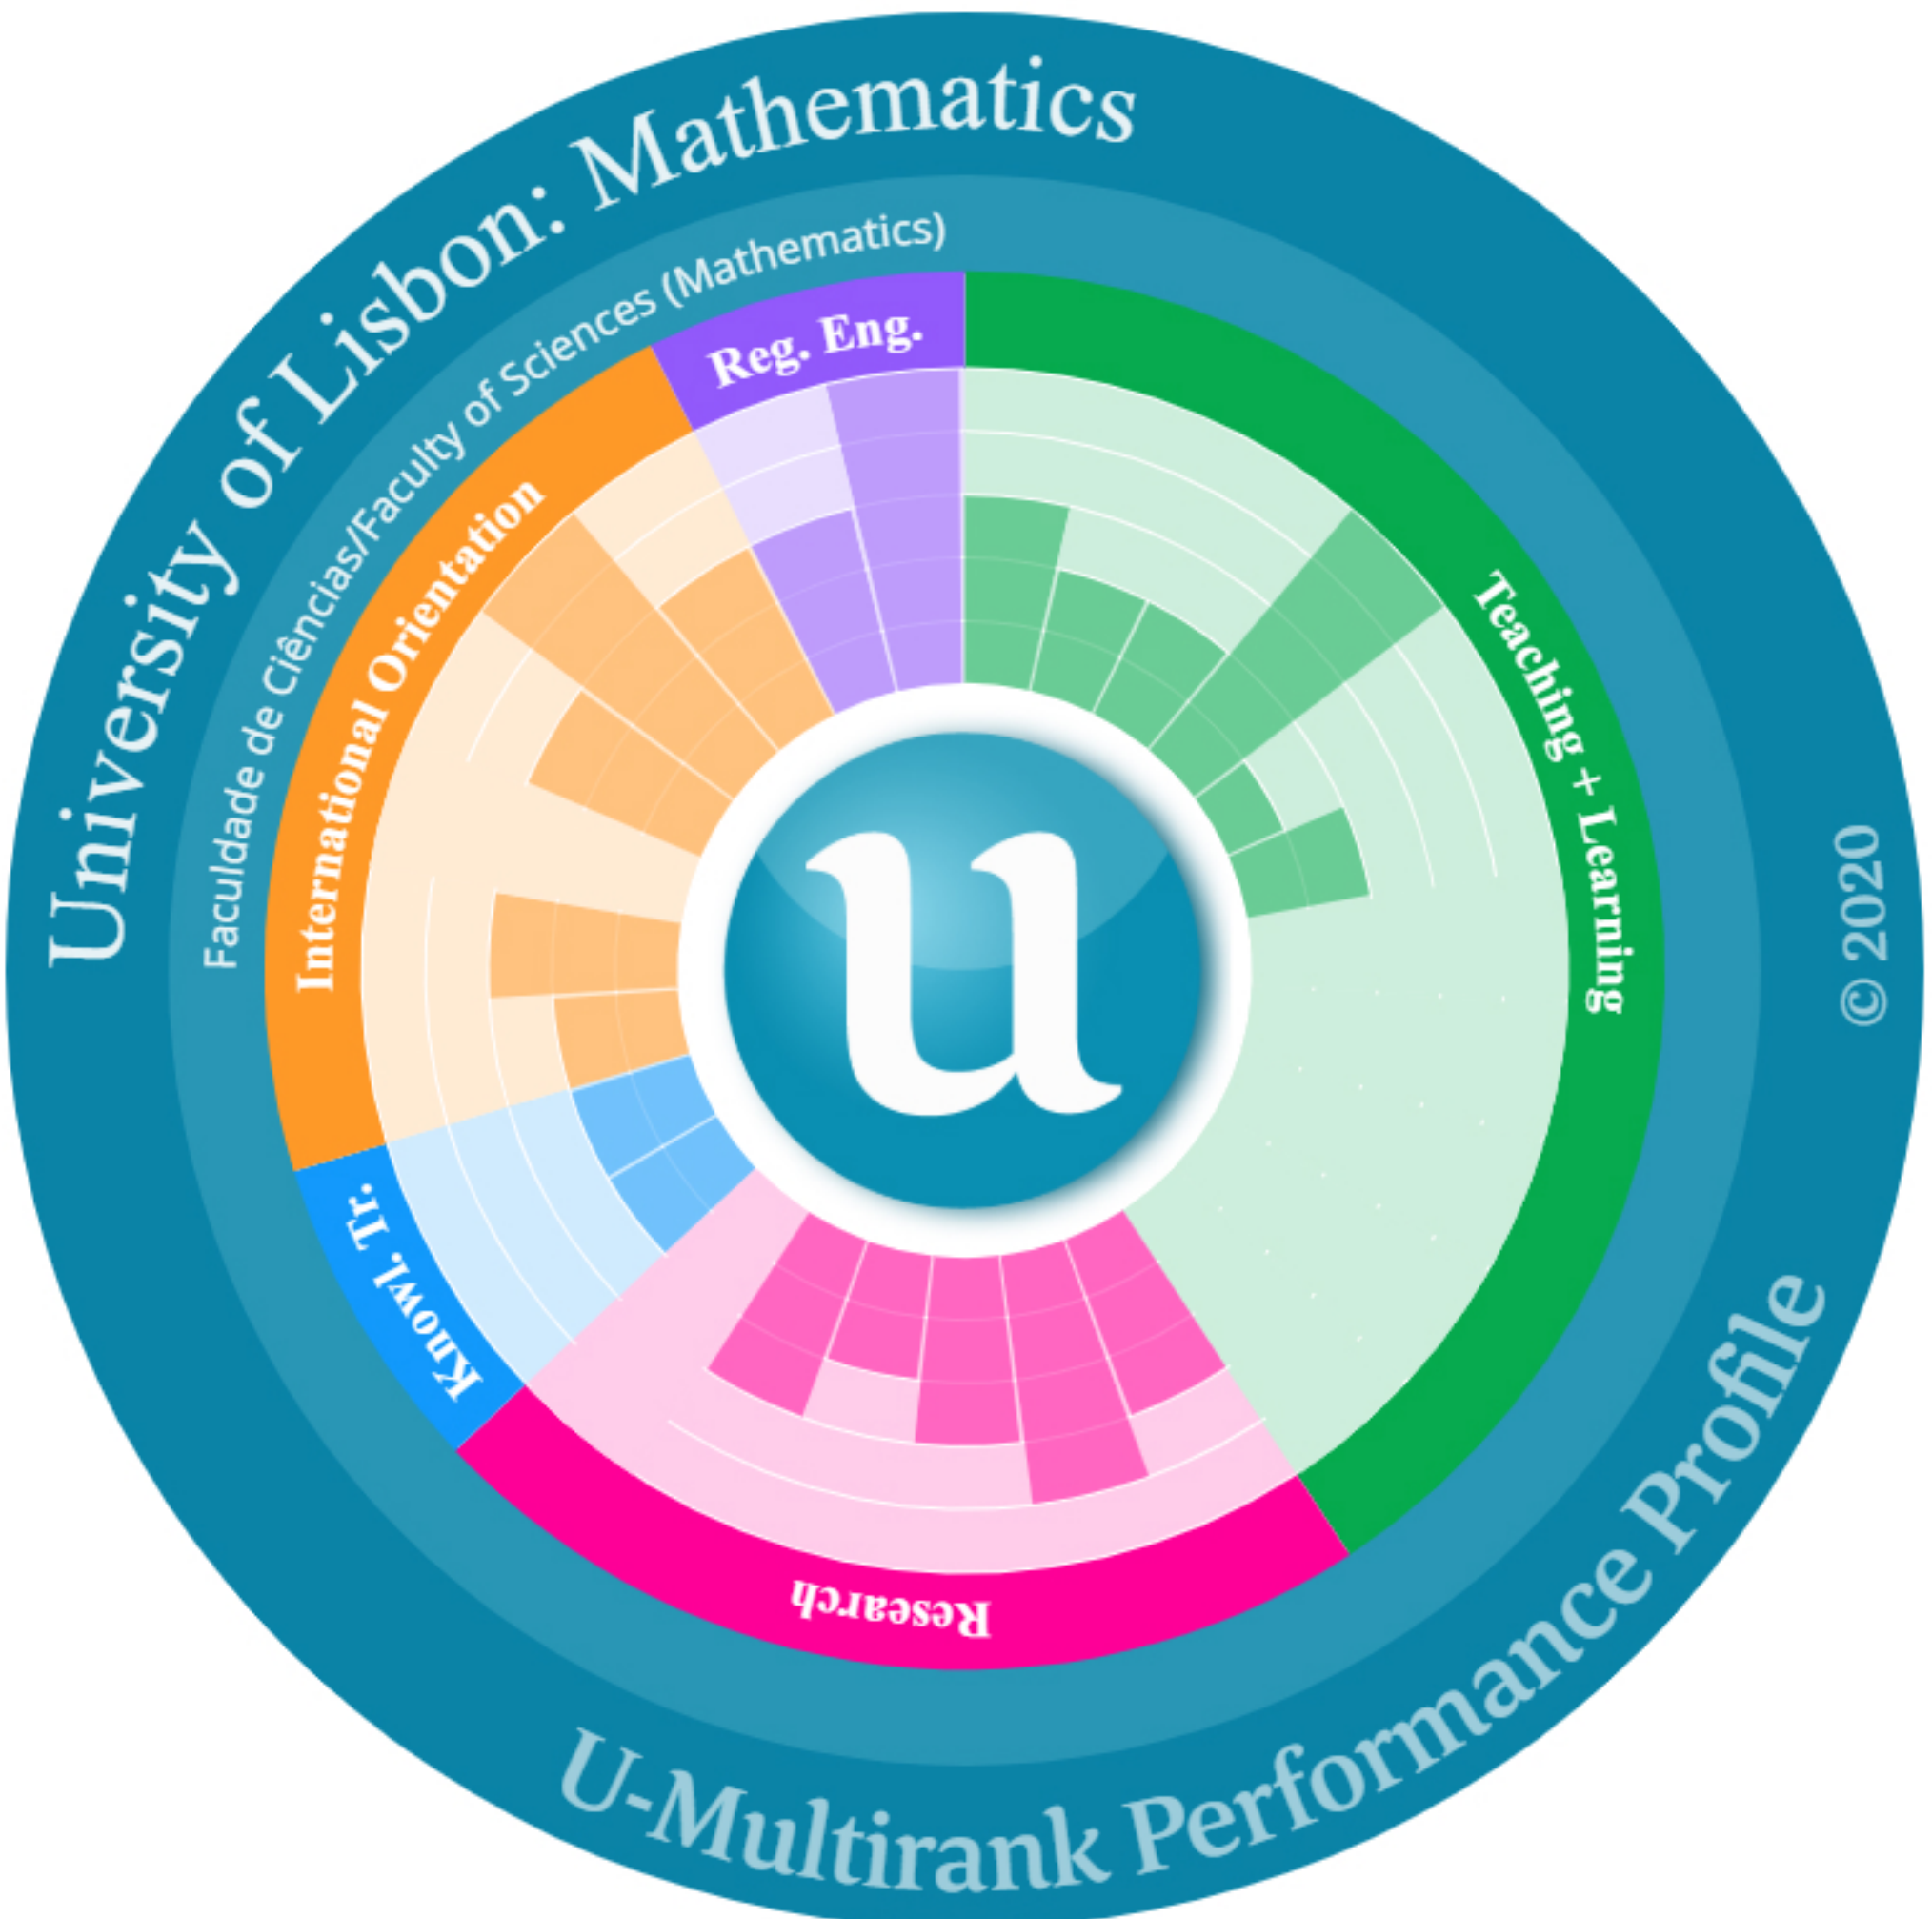 University of Lisbon: Mathematics
Faculdade de Ciências/Faculty of Sciences (Mathematics)
Reg. Eng.
Teaching + Learning
Research
Knowl. Tr.
International Orientation
u
© 2020
U-Multirank Performance Profile